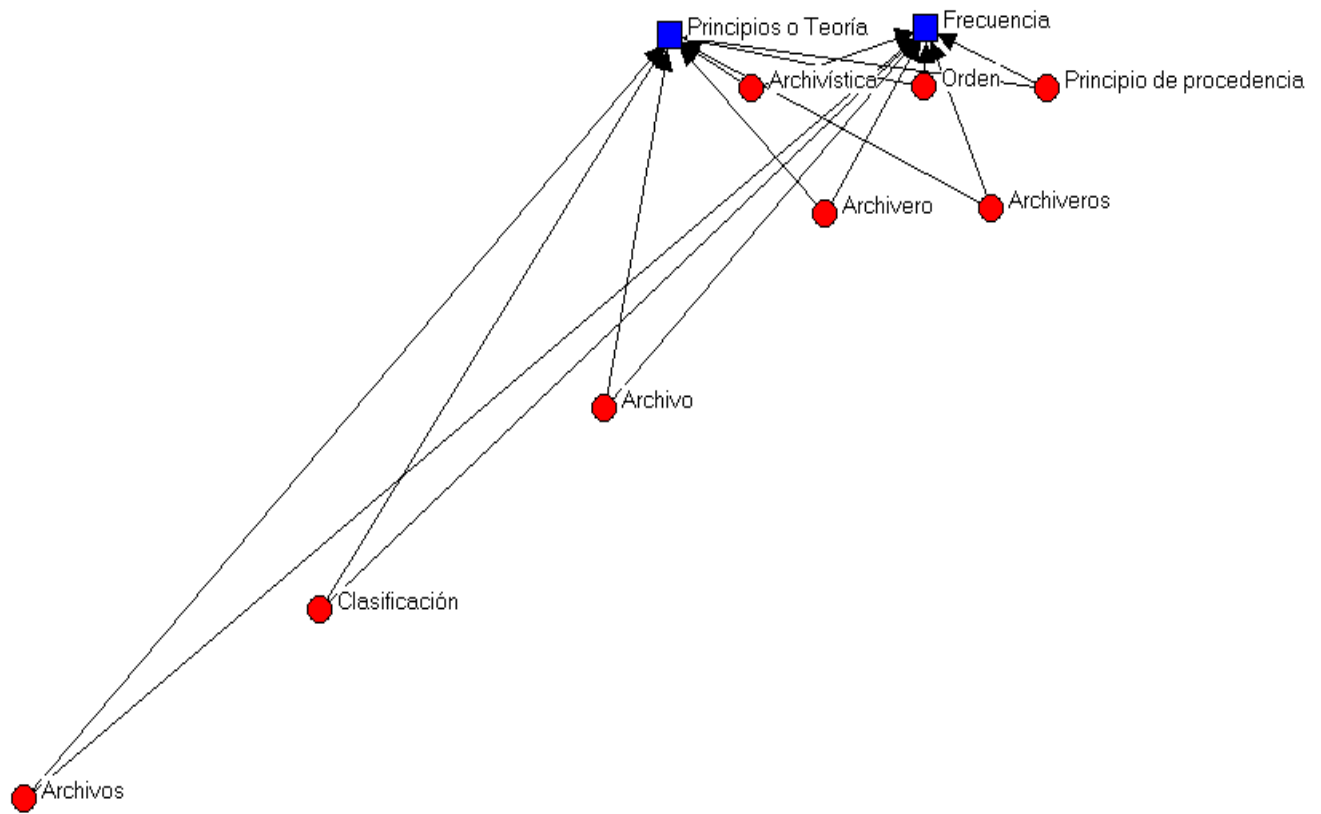 Principios o Teoría
Frecuencia
Archivística
Orden
Principio de procedencia
Archivero
Archiveros
Archivo
Clasificación
Archivos